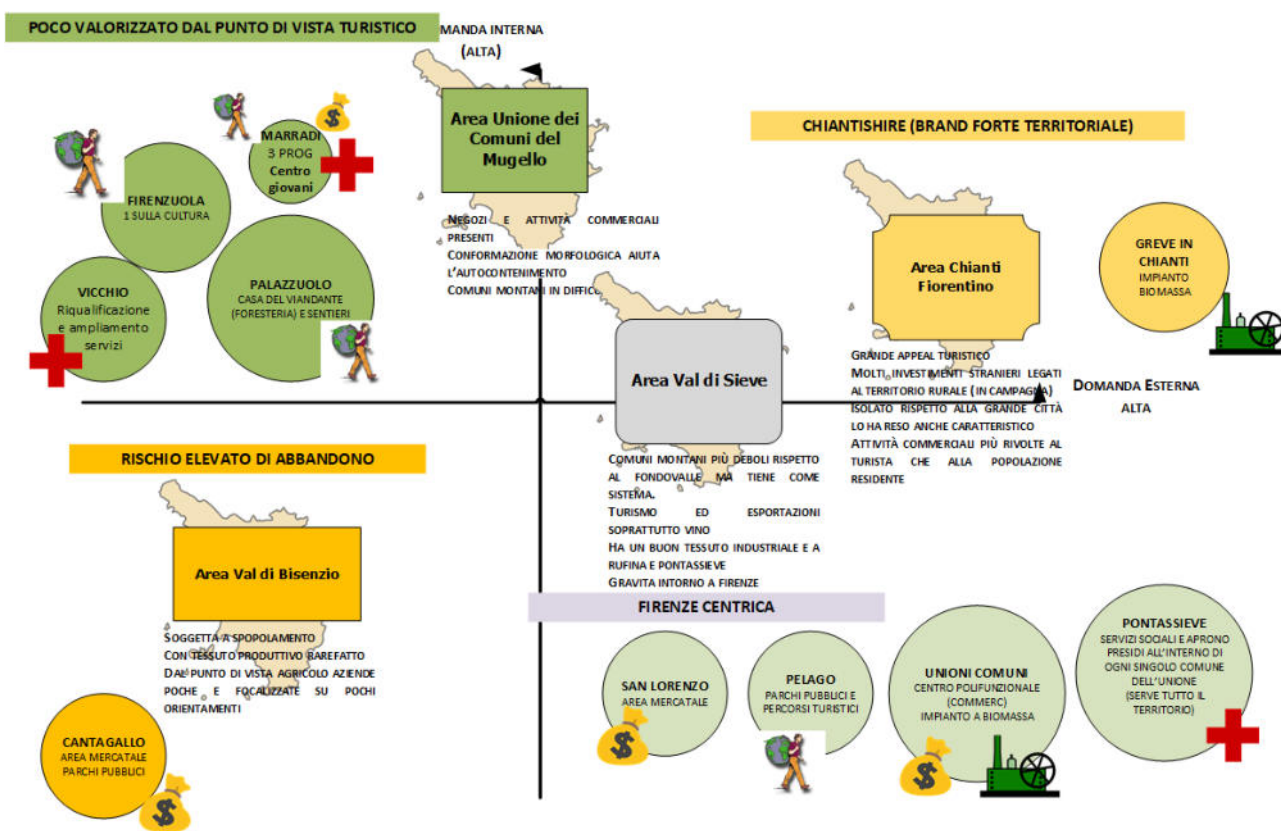 POCO VALORIZZATO DAL PUNTO DI VISTA TURISTICO
MANDA INTERNA
(ALTA)
MARRADI
3 PROG
Centro
giovani
FIRENZUOLA
1 SULLA CULTURA
VICCHIO
Riqualificazione
e ampliamento
servizi
PALAZZUOLO
CASA DEL VIANDANTE
(FORESTERIA) E SENTIERI
Area Unione dei
Comuni del
Mugello
NEGOZI E ATTIVITÀ COMMERCIALI
PRESENTI
CONFORMAZIONE MORFOLOGICA AIUTA
L'AUTOCONTENIMENTO
COMUNI MONTANI IN DIFFICO
CHIANTISHIRE (BRAND FORTE TERRITORIALE)
Area Chianti
Fiorentino
GREVE IN
CHIANTI
IMPIANTO
BIOMASSA
GRANDE APPEAL TURISTICO
MOLTI INVESTIMENTI STRANIERI LEGATI
AL TERRITORIO RURALE (IN CAMPAGNA)
ISOLATO RISPETTO ALLA GRANDE CITTÀ
LO HA RESO ANCHE CARATTERISTICO
ATTIVITÀ COMMERCIALI PIÙ RIVOLTE AL
TURISTA CHE ALLA POPOLAZIONE
RESIDENTE
DOMANDA ESTERNA
ALTA
Area Val di Sieve
COMUNI MONTANI PIÙ DEBOLI RISPETTO
AL FONDOVALLE MA TIENE COME
SISTEMA.
TURISMO ED ESPORTAZIONI
SOPRATTUTTO VINO
HA UN BUON TESSUTO INDUSTRIALE E A
RUFINA E PONTASSIEVE
GRAVITA INTORNO A FIRENZE
RISCHIO ELEVATO DI ABBANDONO
Area Val di Bisenzio
SOGGETTA A SPOPOLAMENTO
CON TESSUTO PRODUTTIVO RAREFATTO
DAL PUNTO DI VISTA AGRICOLO AZIENDE
POCHE E FOCALIZZATE SU POCHI
ORIENTAMENTI
CANTAGALLO
AREA MERCATALE
PARCHI PUBBLICI
FIRENZE CENTRICA
SAN LORENZO
AREA MERCATALE
PELAGO
PARCHI PUBBLICI E
PERCORSI TURISTICI
UNIONI COMUNI
CENTRO POLIFUNZIONALE
(COMMERC)
IMPIANTO A BIOMASSA
PONTASSIEVE
SERVIZI SOCIALI E APRONO
PRESIDI ALL'INTERNO DI
OGNI SINGOLO COMUNE
DELL'UNIONE
(SERVE TUTTO IL
TERRITORIO)